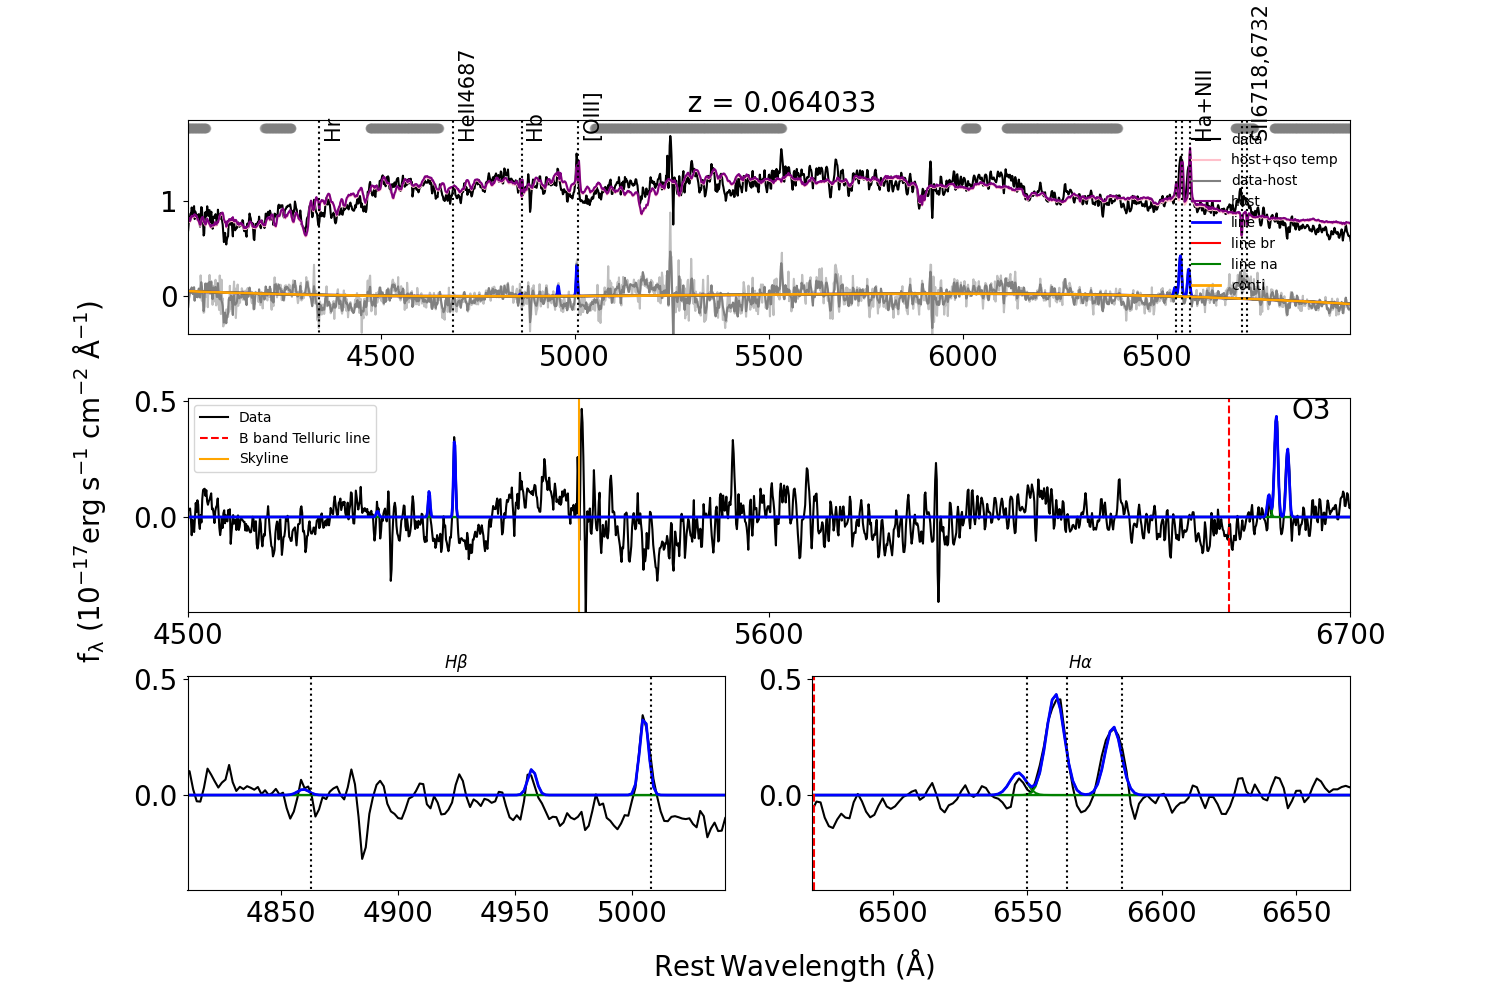 z = 0.064033
Hr
HeII4687
Hb
[OIII]
Ha+NII
SII6718,6732
data
host+qso temp
data-host
host
line
line br
line na
conti
1
0
4500 5000 5500 6000 6500
f_λ (10^{-17} erg s^{-1} cm^{-2} Å^{-1})
Data
B band Telluric line
Skyline
O3
0.5
0.0
4500 5600 6700
Hβ
0.5
0.0
4850 4900 4950 5000
Hα
0.5
0.0
6500 6550 6600 6650
Rest Wavelength (Å)